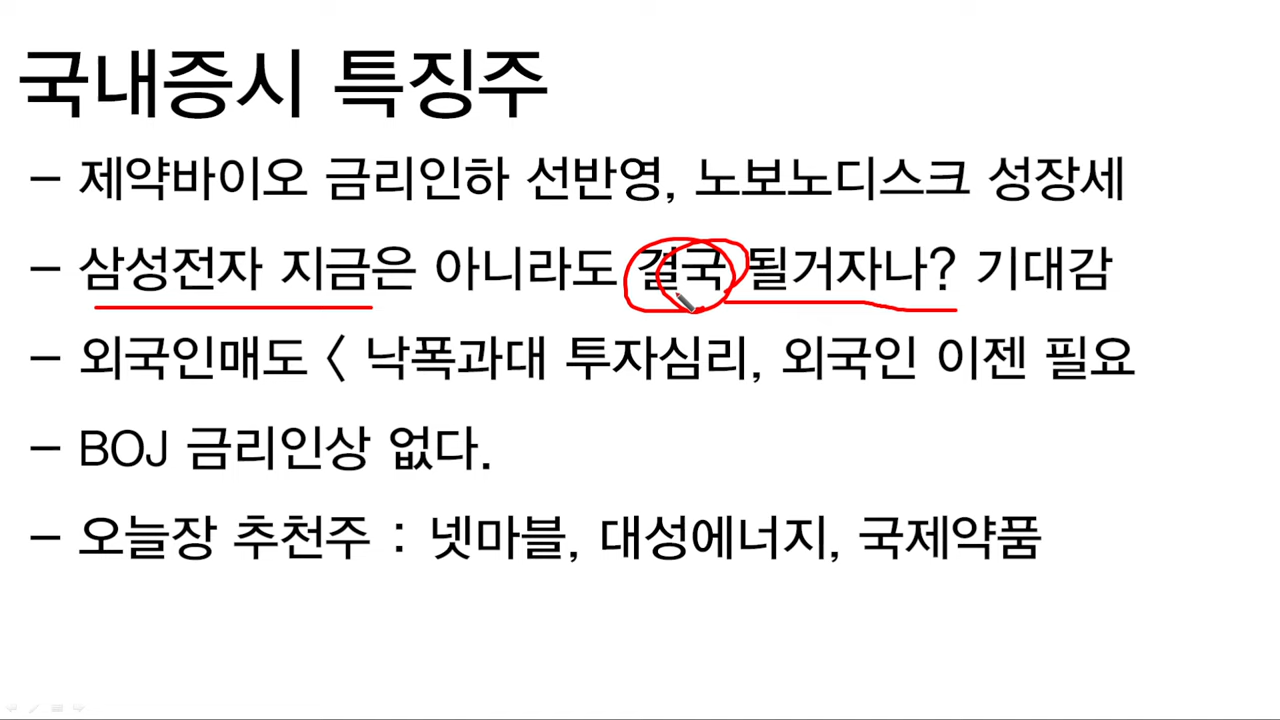 국내증시 특징주
– 제약바이오 금리인하 선반영, 노보노디스크 성장세
– 삼성전자 지금은 아니라도 결국 될거자나? 기대감
– 외국인매도 < 낙폭과대 투자심리, 외국인 이젠 필요
– BOJ 금리인상 없다.
– 오늘장 추천주 : 넷마블, 대성에너지, 국제약품